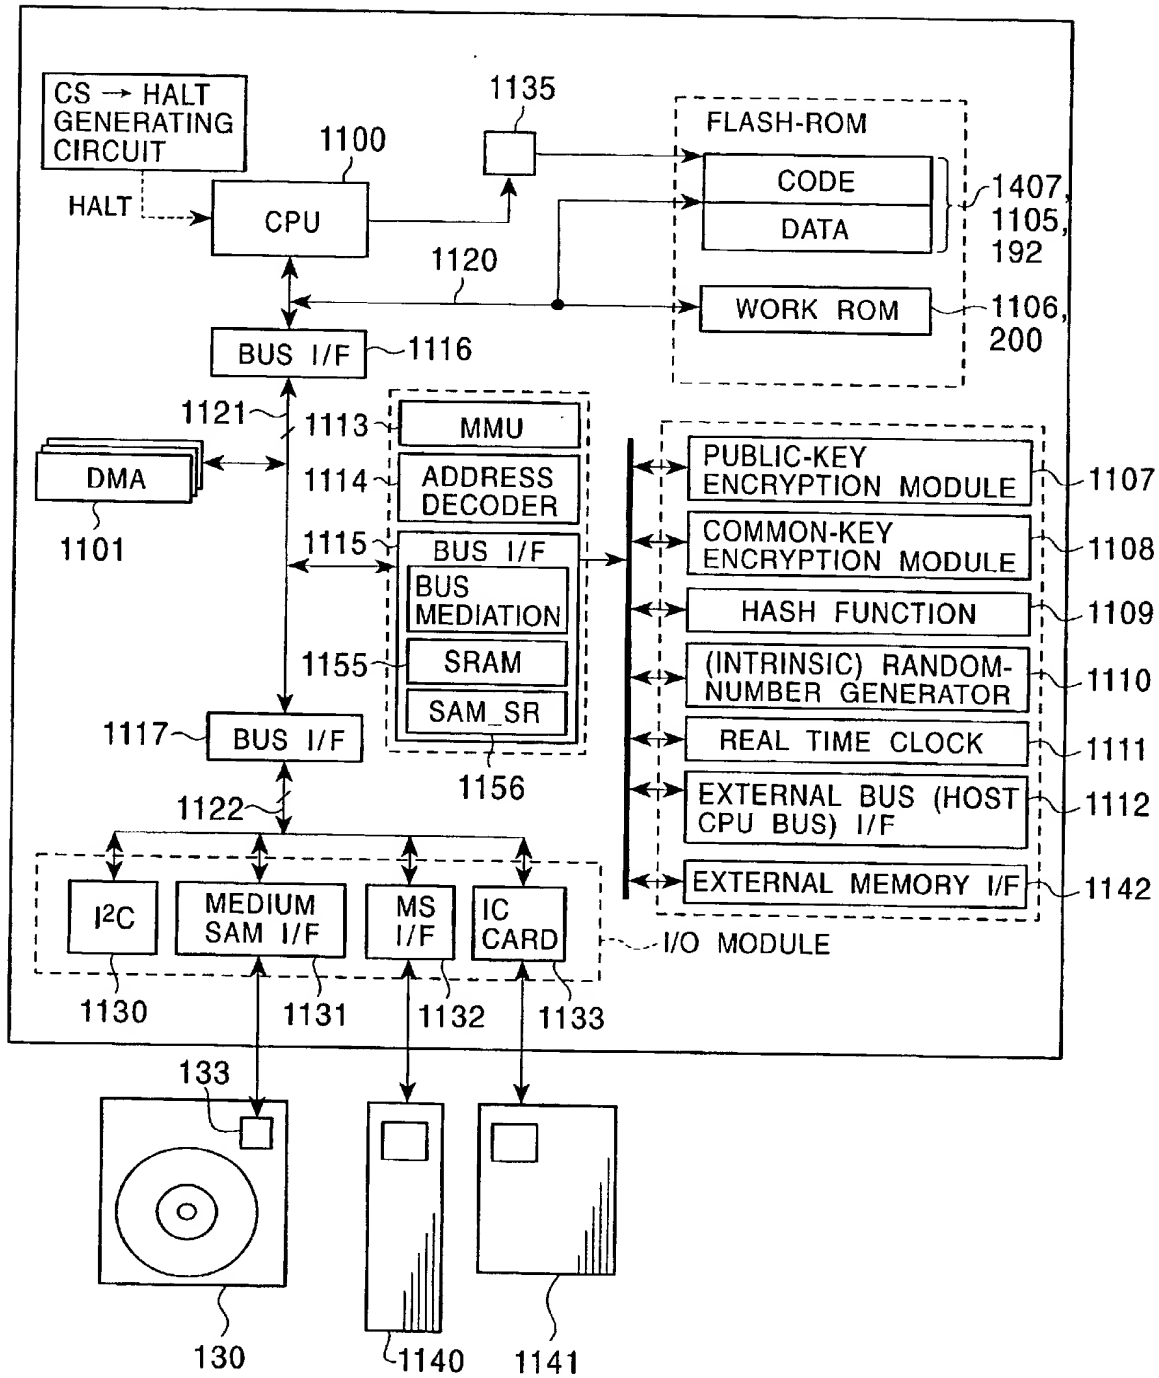 CS → HALT
GENERATING
CIRCUIT
HALT
1100
CPU
1135
FLASH-ROM
CODE
DATA
1407,
1105,
192
1120
WORK ROM
1106,
200
BUS I/F
1116
1121
DMA
1101
1113
MMU
1114
ADDRESS
DECODER
1115
BUS I/F
BUS
MEDIATION
1155
SRAM
SAM_SR
1156
PUBLIC-KEY
ENCRYPTION MODULE
1107
COMMON-KEY
ENCRYPTION MODULE
1108
HASH FUNCTION
1109
(INTRINSIC) RANDOM-
NUMBER GENERATOR
1110
REAL TIME CLOCK
1111
EXTERNAL BUS (HOST
CPU BUS) I/F
1112
EXTERNAL MEMORY I/F
1142
1117
BUS I/F
1122
I²C
MEDIUM
SAM I/F
MS
I/F
IC
CARD
I/O MODULE
1130
1131
1132
1133
133
130
1140
1141